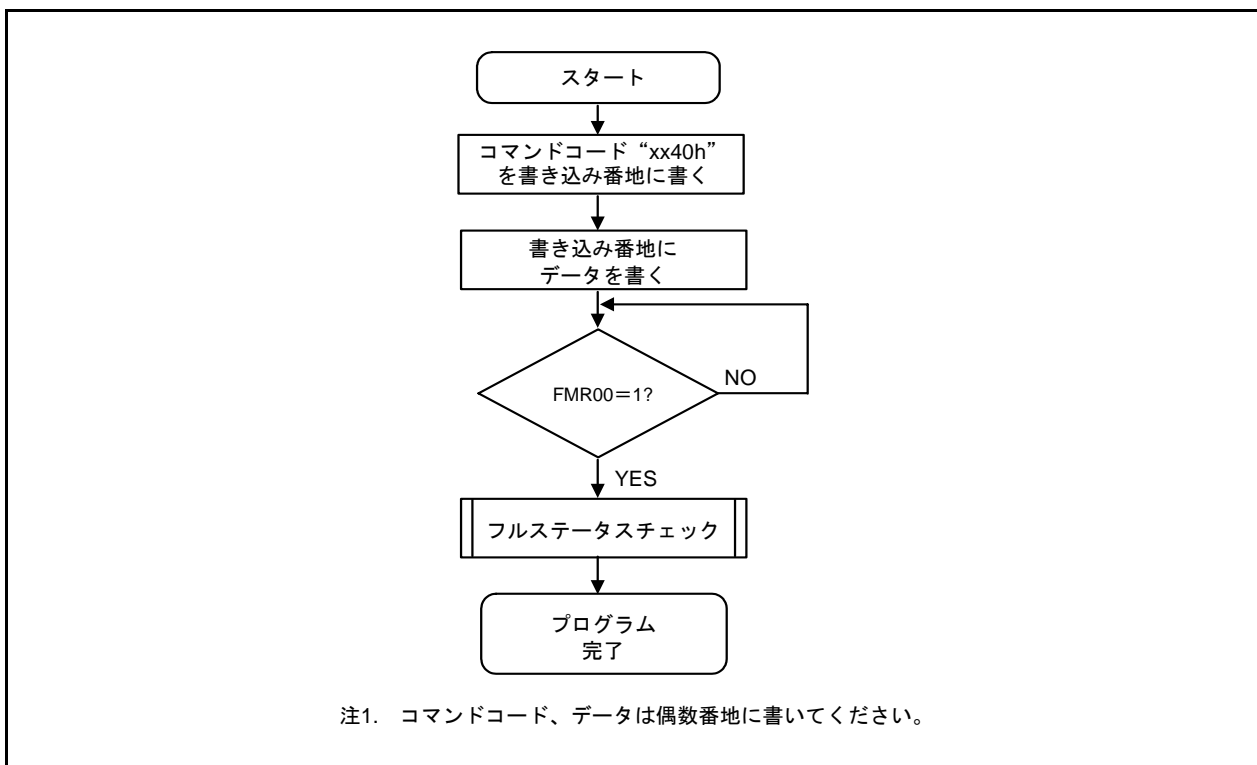 スタート
コマンドコード“xx40h”
を書き込み番地に書く
書き込み番地に
データを書く
FMR00＝1?
NO
YES
フルステータスチェック
プログラム
完了
注1. コマンドコード、データは偶数番地に書いてください。